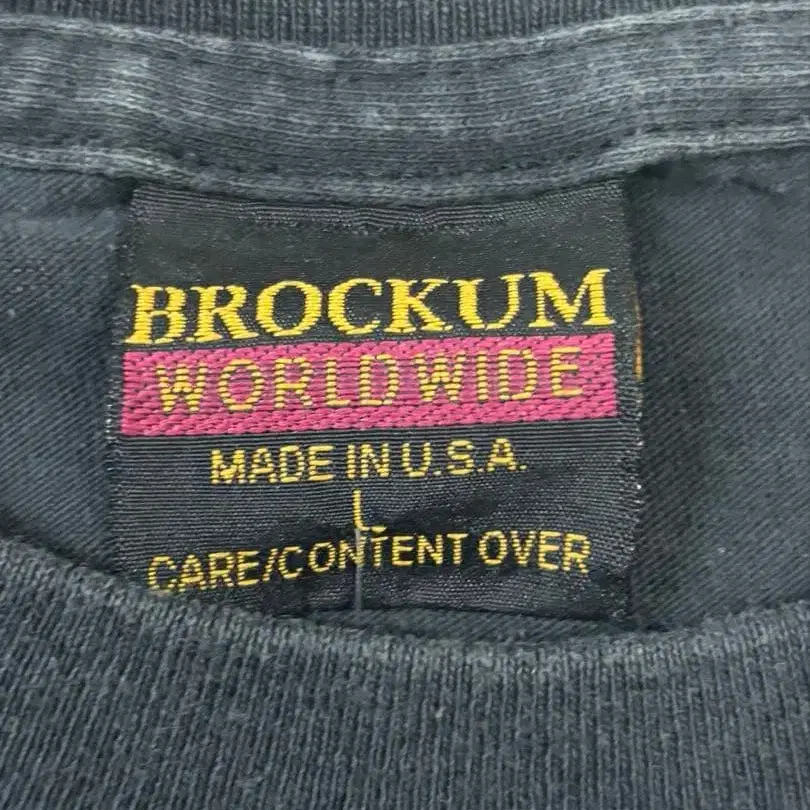 BROCKUM
WORLDWIDE
MADE IN U.S.A.
L
CARE/CONTENT OVER